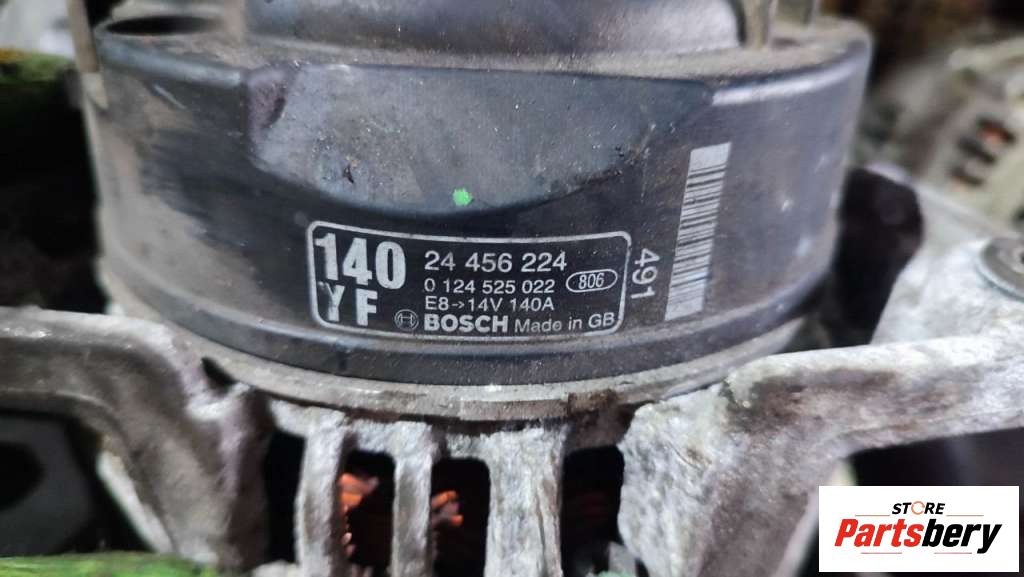 140 24 456 224
0 124 525 022 806
YF E8->14V 140A
BOSCH Made in GB
491
STORE
Partsbery